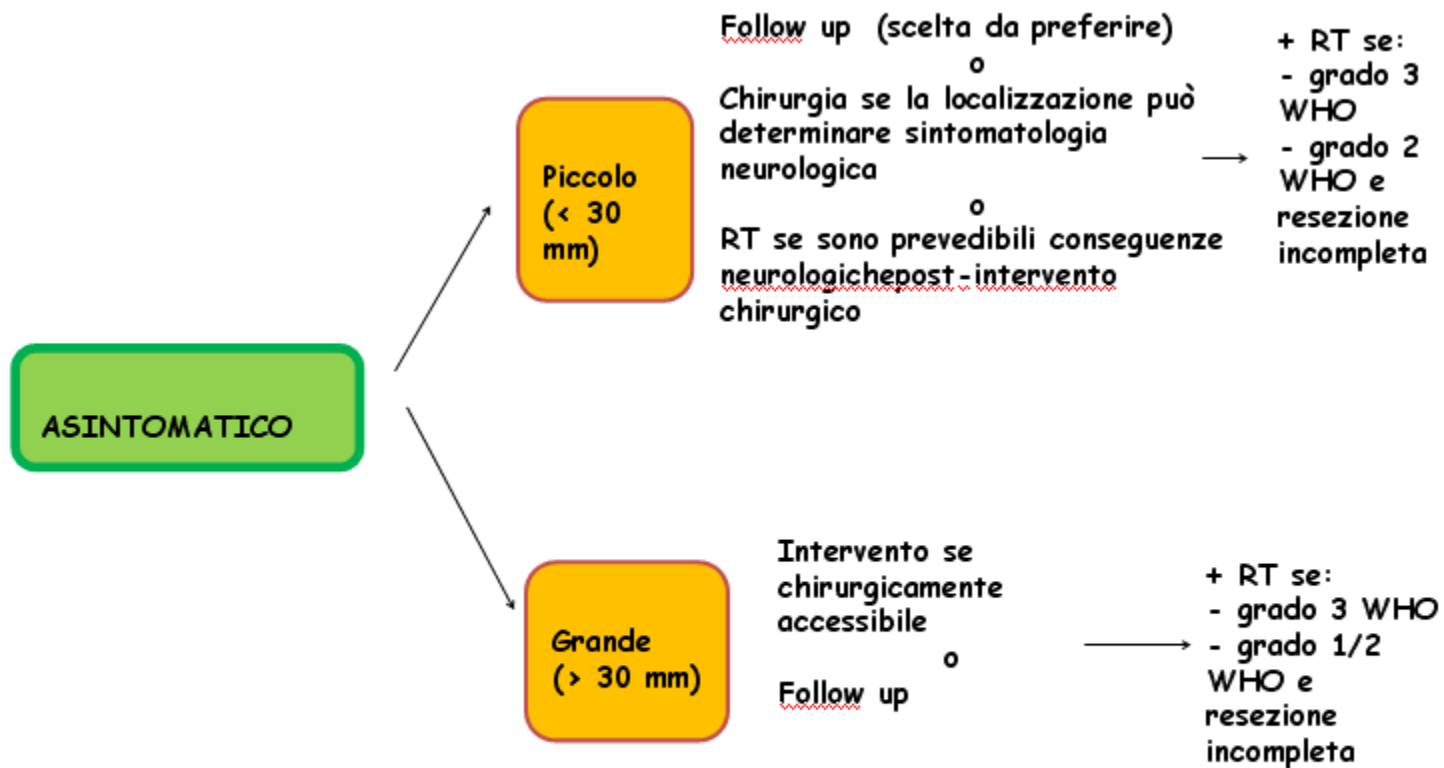 ASINTOMATICO
Piccolo
(< 30
mm)
Follow up (scelta da preferire)
o
Chirurgia se la localizzazione può
determinare sintomatologia
neurologica
o
RT se sono prevedibili conseguenze
neurologichepost-intervento
chirurgico
+ RT se:
- grado 3
WHO
- grado 2
WHO e
resezione
incompleta
Grande
(> 30 mm)
Intervento se
chirurgicamente
accessibile
o
Follow up
+ RT se:
- grado 3 WHO
- grado 1/2
WHO e
resezione
incompleta